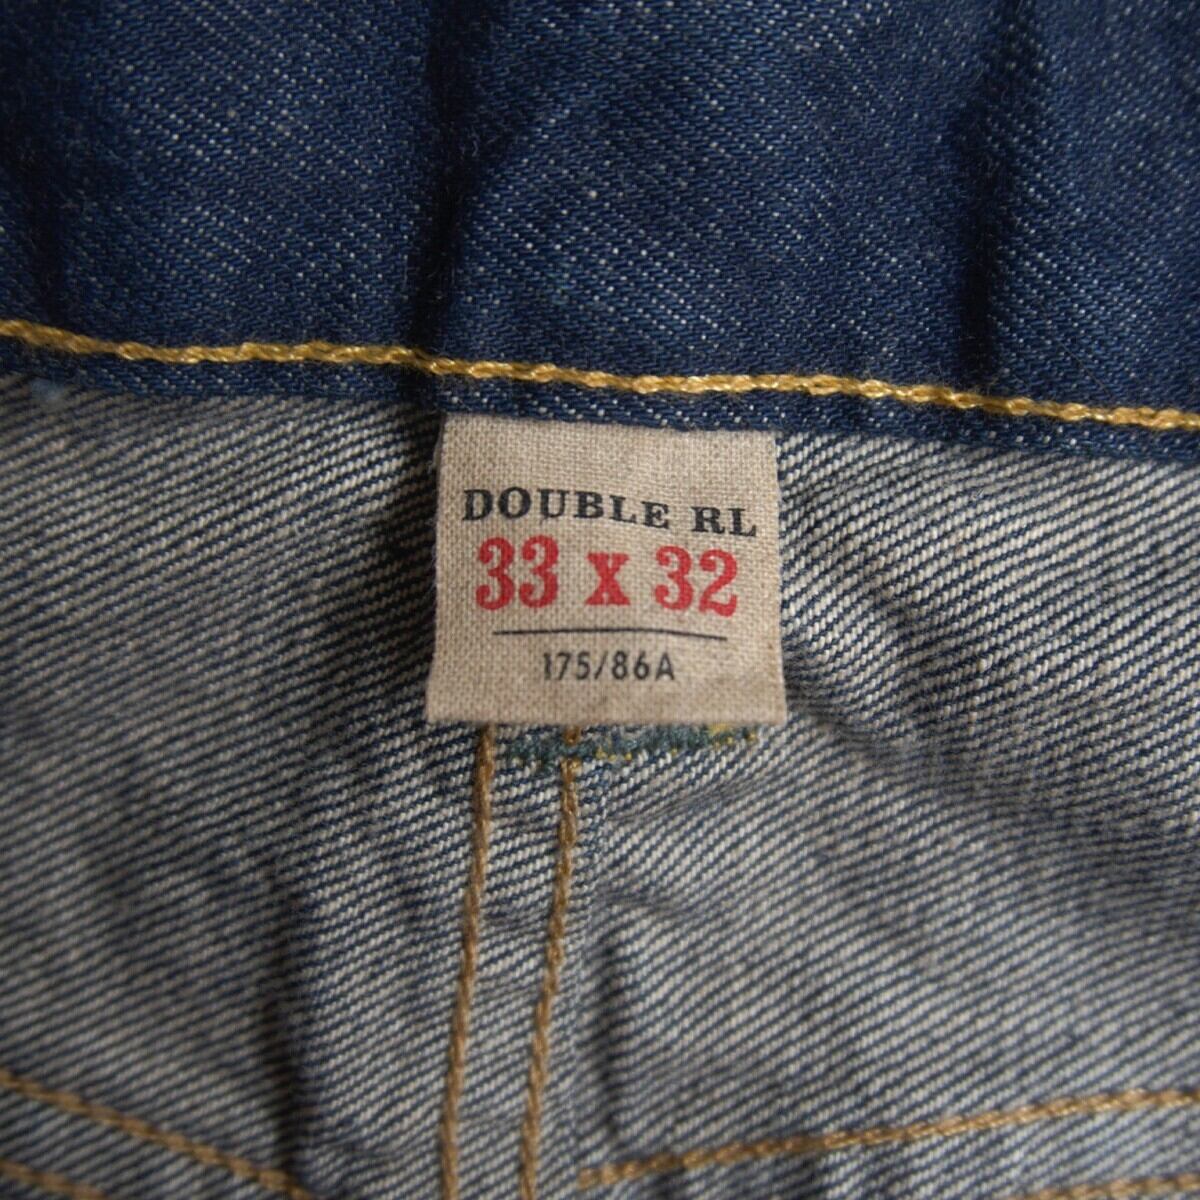 DOUBLE RL
33 x 32
175/86A